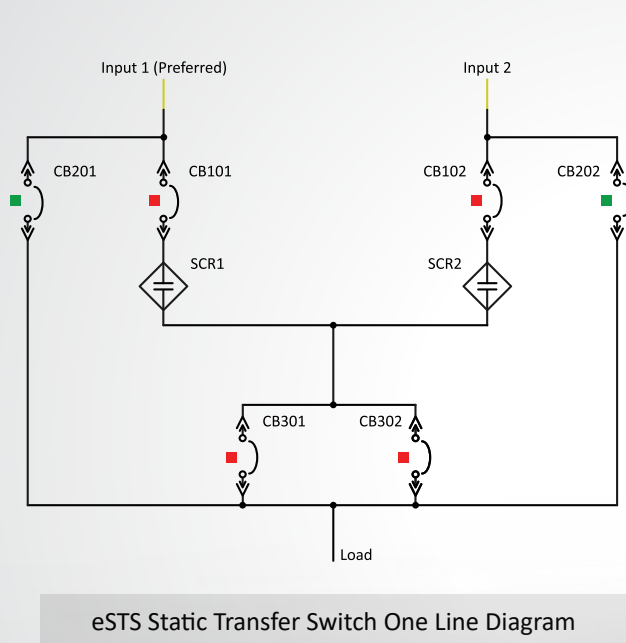 Input 1 (Preferred)
Input 2
CB201
CB101
CB102
CB202
SCR1
SCR2
CB301
CB302
Load
eSTS Static Transfer Switch One Line Diagram